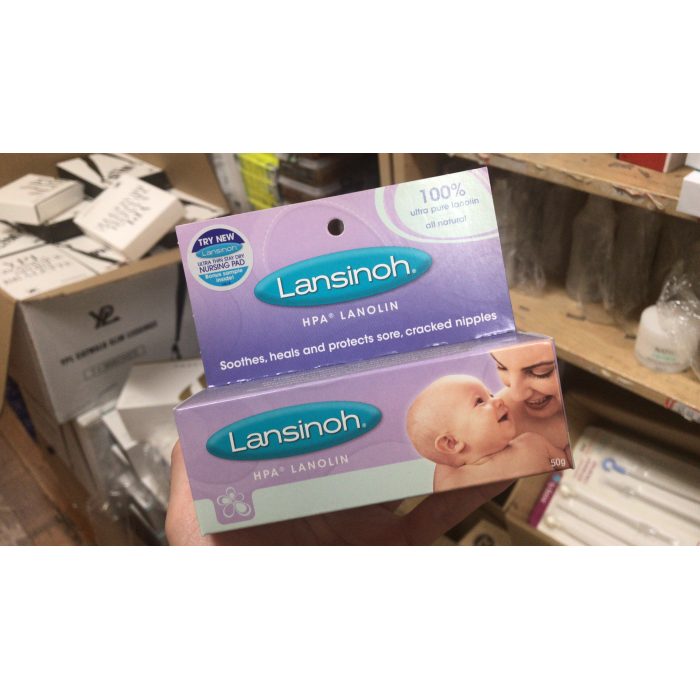 100%
ultra pure lanolin
all natural
TRY NEW
Lansinoh
ULTRA THIN STAY DRY
NURSING PAD
Bonus sample
inside!
Lansinoh®
HPA® LANOLIN
Soothes, heals and protects sore, cracked nipples
Lansinoh®
HPA® LANOLIN
50g